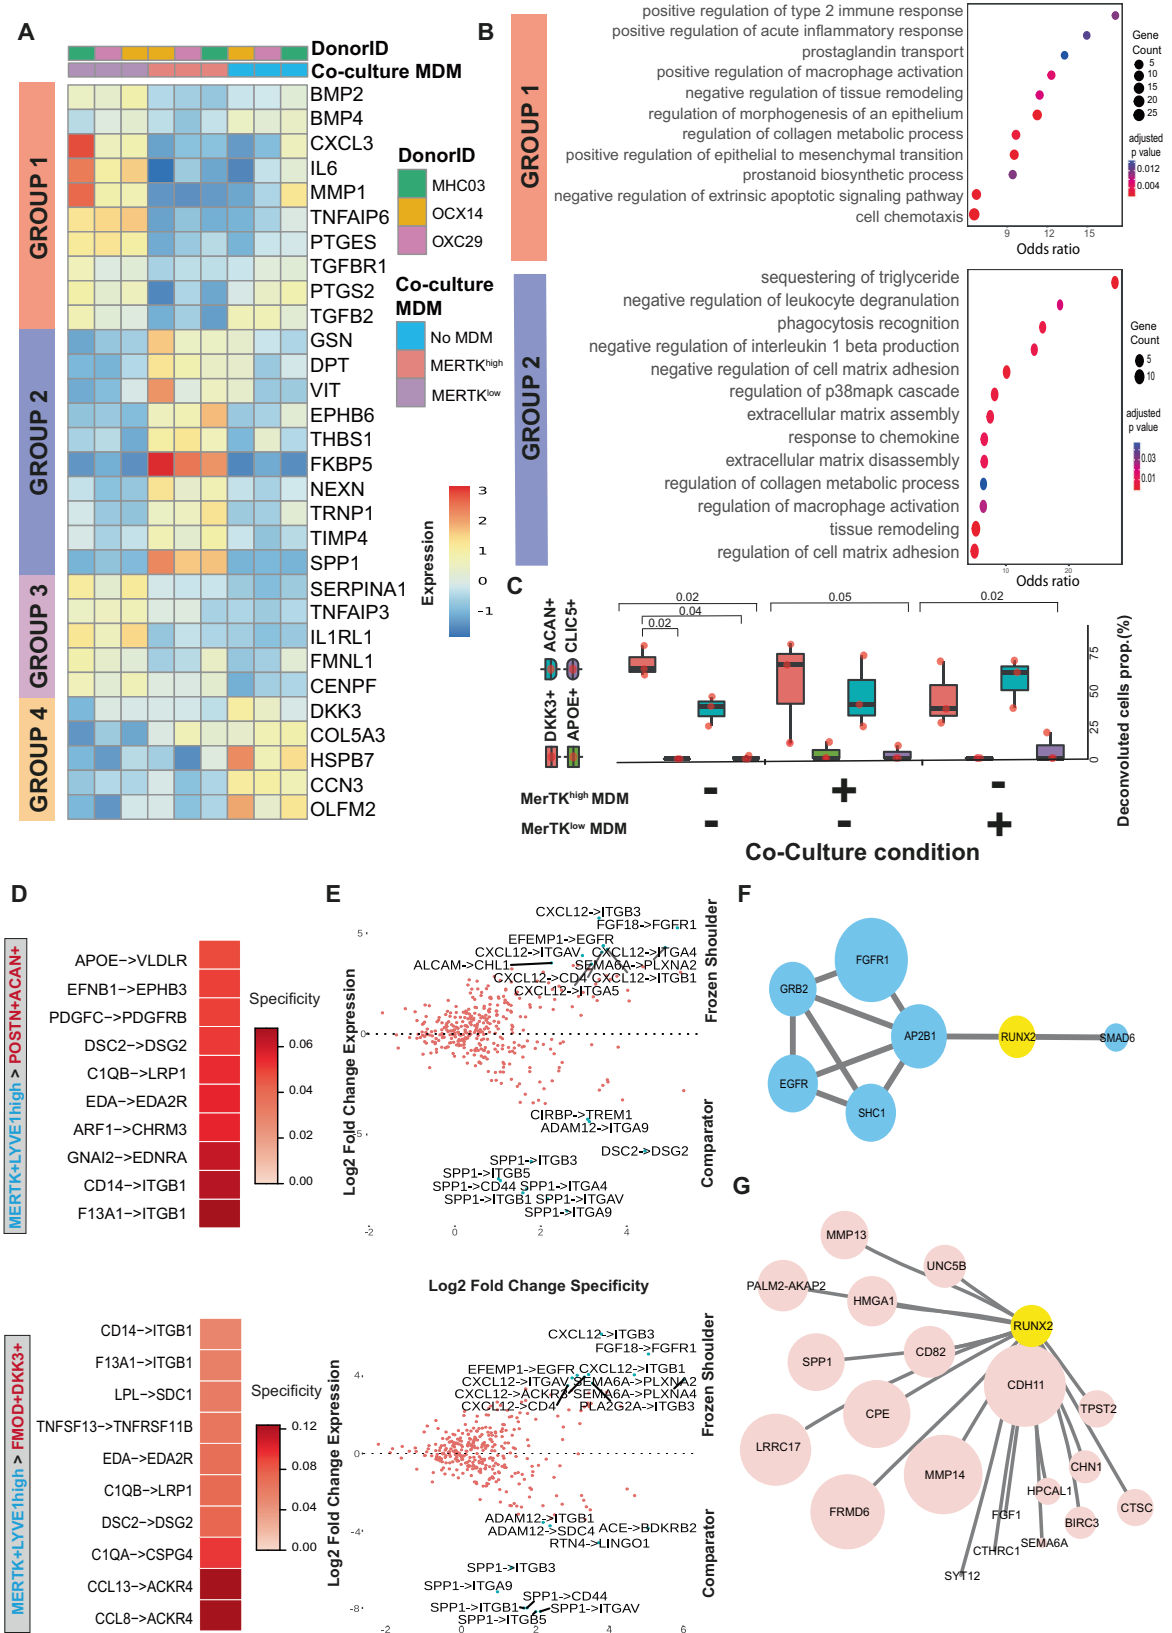 A
DonorID
Co-culture MDM
GROUP 1
GROUP 2
GROUP 3
GROUP 4
BMP2
BMP4
CXCL3
IL6
MMP1
TNFAIP6
PTGES
TGFBR1
PTGS2
TGFB2
GSN
DPT
VIT
EPHB6
THBS1
FKBP5
NEXN
TRNP1
TIMP4
SPP1
SERPINA1
TNFAIP3
IL1RL1
FMNL1
CENPF
DKK3
COL5A3
HSPB7
CCN3
OLFM2
DonorID
MHC03
OCX14
OXC29
Co-culture
MDM
No MDM
MERTKhigh
MERTKlow
Expression
3
2
1
0
-1
B
GROUP 1
positive regulation of type 2 immune response
positive regulation of acute inflammatory response
prostaglandin transport
positive regulation of macrophage activation
negative regulation of tissue remodeling
regulation of morphogenesis of an epithelium
regulation of collagen metabolic process
positive regulation of epithelial to mesenchymal transition
prostanoid biosynthetic process
negative regulation of extrinsic apoptotic signaling pathway
cell chemotaxis
9 12 15
Odds ratio
Gene
Count
5
10
15
20
25
adjusted
p value
0.012
0.004
GROUP 2
sequestering of triglyceride
negative regulation of leukocyte degranulation
phagocytosis recognition
negative regulation of interleukin 1 beta production
negative regulation of cell matrix adhesion
regulation of p38mapk cascade
extracellular matrix assembly
response to chemokine
extracellular matrix disassembly
regulation of collagen metabolic process
regulation of macrophage activation
tissue remodeling
regulation of cell matrix adhesion
10 20
Odds ratio
Gene
Count
5
10
adjusted
p value
0.03
0.01
C
ACAN+
CLIC5+
DKK3+
APOE+
0.02
0.04
0.02
0.05
0.02
75
50
25
0
Deconvoluted cells prop.(%)
MerTKhigh MDM - + -
MerTKlow MDM - - +
Co-Culture condition
D
MERTK+LYVE1high > POSTN+ACAN+
APOE->VLDLR
EFNB1->EPHB3
PDGFC->PDGFRB
DSC2->DSG2
C1QB->LRP1
EDA->EDA2R
ARF1->CHRM3
GNAI2->EDNRA
CD14->ITGB1
F13A1->ITGB1
Specificity
0.06
0.04
0.02
0.00
MERTK+LYVE1high > FMOD+DKK3+
CD14->ITGB1
F13A1->ITGB1
LPL->SDC1
TNFSF13->TNFRSF11B
EDA->EDA2R
C1QB->LRP1
DSC2->DSG2
C1QA->CSPG4
CCL13->ACKR4
CCL8->ACKR4
Specificity
0.12
0.08
0.04
0.00
E
Log2 Fold Change Expression
5
0
-5
CXCL12->ITGB3
FGF18->FGFR1
EFEMP1->EGFR
CXCL12->ITGAV CXCL12->ITGA4
ALCAM->CHL1 SEMA6A->PLXNA2
CXCL12->CD4 CXCL12->ITGB1
CXCL12->ITGA5
CIRBP->TREM1
ADAM12->ITGA9
DSC2->DSG2
SPP1->ITGB3
SPP1->ITGB5
SPP1->CD44 SPP1->ITGA4
SPP1->ITGB1 SPP1->ITGAV
SPP1->ITGA9
-2 0 2 4
Frozen Shoulder
Comparator
Log2 Fold Change Specificity
Log2 Fold Change Expression
4
0
-4
-8
CXCL12->ITGB3
FGF18->FGFR1
EFEMP1->EGFR CXCL12->ITGB1
CXCL12->ITGAV SEMA6A->PLXNA2
CXCL12->ACKR3 SEMA6A->PLXNA4
CXCL12->CD4 PLA2G2A->ITGB3
ADAM12->ITGB1
ADAM12->SDC4 ACE->BDKRB2
RTN4->LINGO1
SPP1->ITGB3
SPP1->ITGA9
SPP1->CD44
SPP1->ITGB1 SPP1->ITGAV
SPP1->ITGB5
-2 0 2 4 6
Frozen Shoulder
Comparator
F
FGFR1
GRB2
AP2B1
RUNX2
SMAD6
EGFR
SHC1
G
MMP13
UNC5B
PALM2-AKAP2
HMGA1
RUNX2
SPP1
CD82
CDH11
CPE
TPST2
LRRC17
MMP14
CHN1
HPCAL1
FRMD6
FGF1
BIRC3
CTSC
SEMA6A
CTHRC1
SYT12